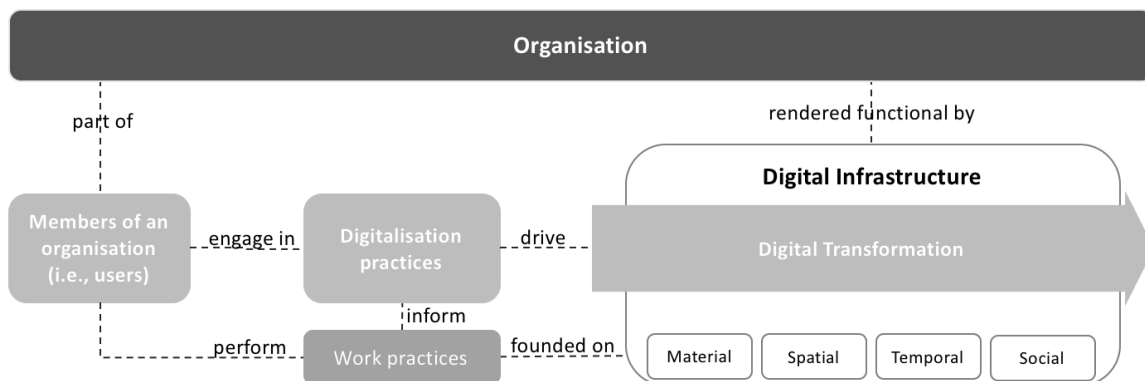 Organisation
part of
rendered functional by
Digital Infrastructure
Members of an
organisation
(i.e., users)
engage in
Digitalisation
practices
drive
Digital Transformation
inform
perform
Work practices
founded on
Material
Spatial
Temporal
Social